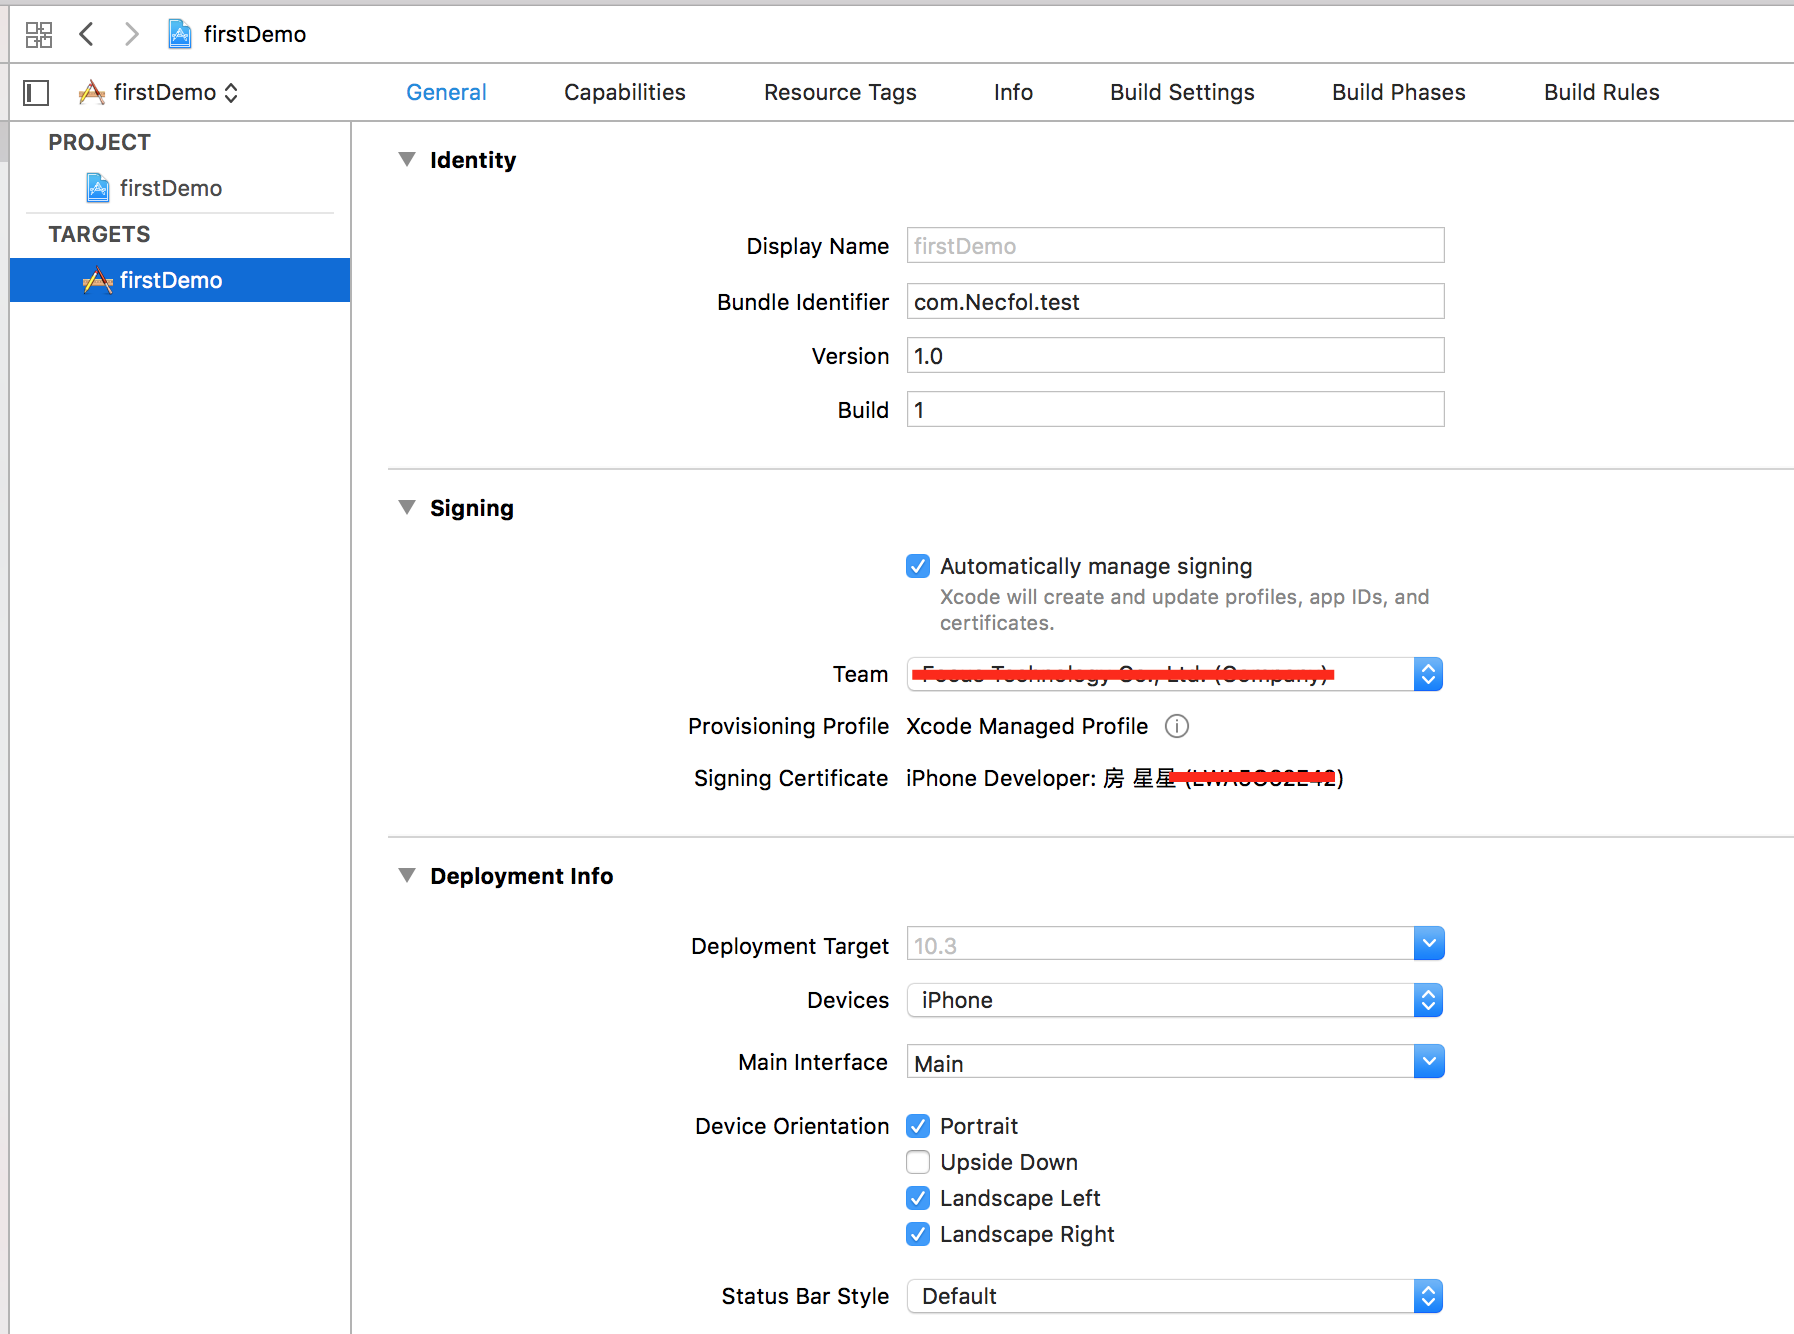 firstDemo
firstDemo
General Capabilities Resource Tags Info Build Settings Build Phases Build Rules
PROJECT
firstDemo
TARGETS
firstDemo
Identity
Display Name firstDemo
Bundle Identifier com.Necfol.test
Version 1.0
Build 1
Signing
Automatically manage signing
Xcode will create and update profiles, app IDs, and
certificates.
Team
Provisioning Profile Xcode Managed Profile
Signing Certificate iPhone Developer: 房 星星
Deployment Info
Deployment Target 10.3
Devices iPhone
Main Interface Main
Device Orientation Portrait
Upside Down
Landscape Left
Landscape Right
Status Bar Style Default